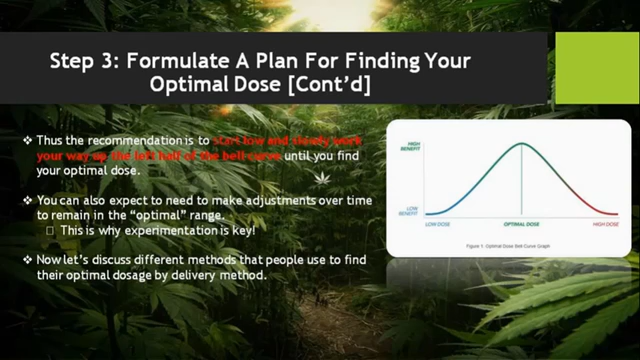 Step 3: Formulate A Plan For Finding Your
Optimal Dose [Cont'd]
❖ Thus the recommendation is to start low and slowly work
your way up the left half of the bell curve until you find
your optimal dose.
❖ You can also expect to need to make adjustments over time
to remain in the “optimal” range.
□ This is why experimentation is key!
❖ Now let's discuss different methods that people use to find
their optimal dosage by delivery method.
HIGH
BENEFIT
LOW
BENEFIT
LOW DOSE
OPTIMAL DOSE
HIGH DOSE
Figure 1. Optimal Dose Bell Curve Graph